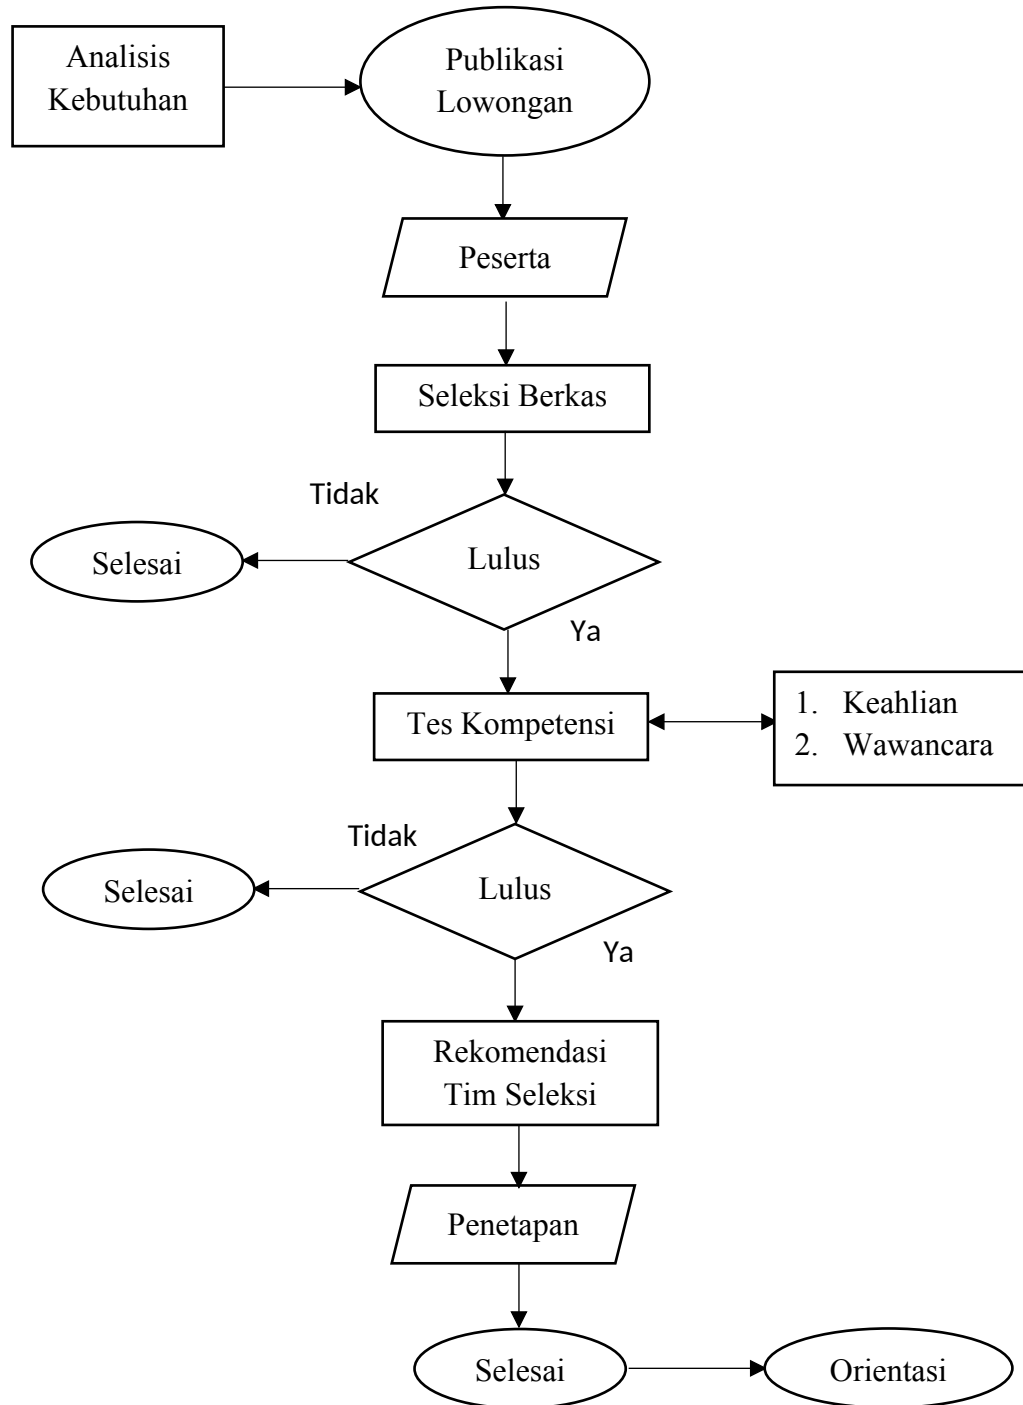 Analisis
Kebutuhan
Publikasi
Lowongan
Peserta
Seleksi Berkas
Tidak
Lulus
Selesai
Ya
Tes Kompetensi
1. Keahlian
2. Wawancara
Tidak
Lulus
Selesai
Ya
Rekomendasi
Tim Seleksi
Penetapan
Selesai
Orientasi